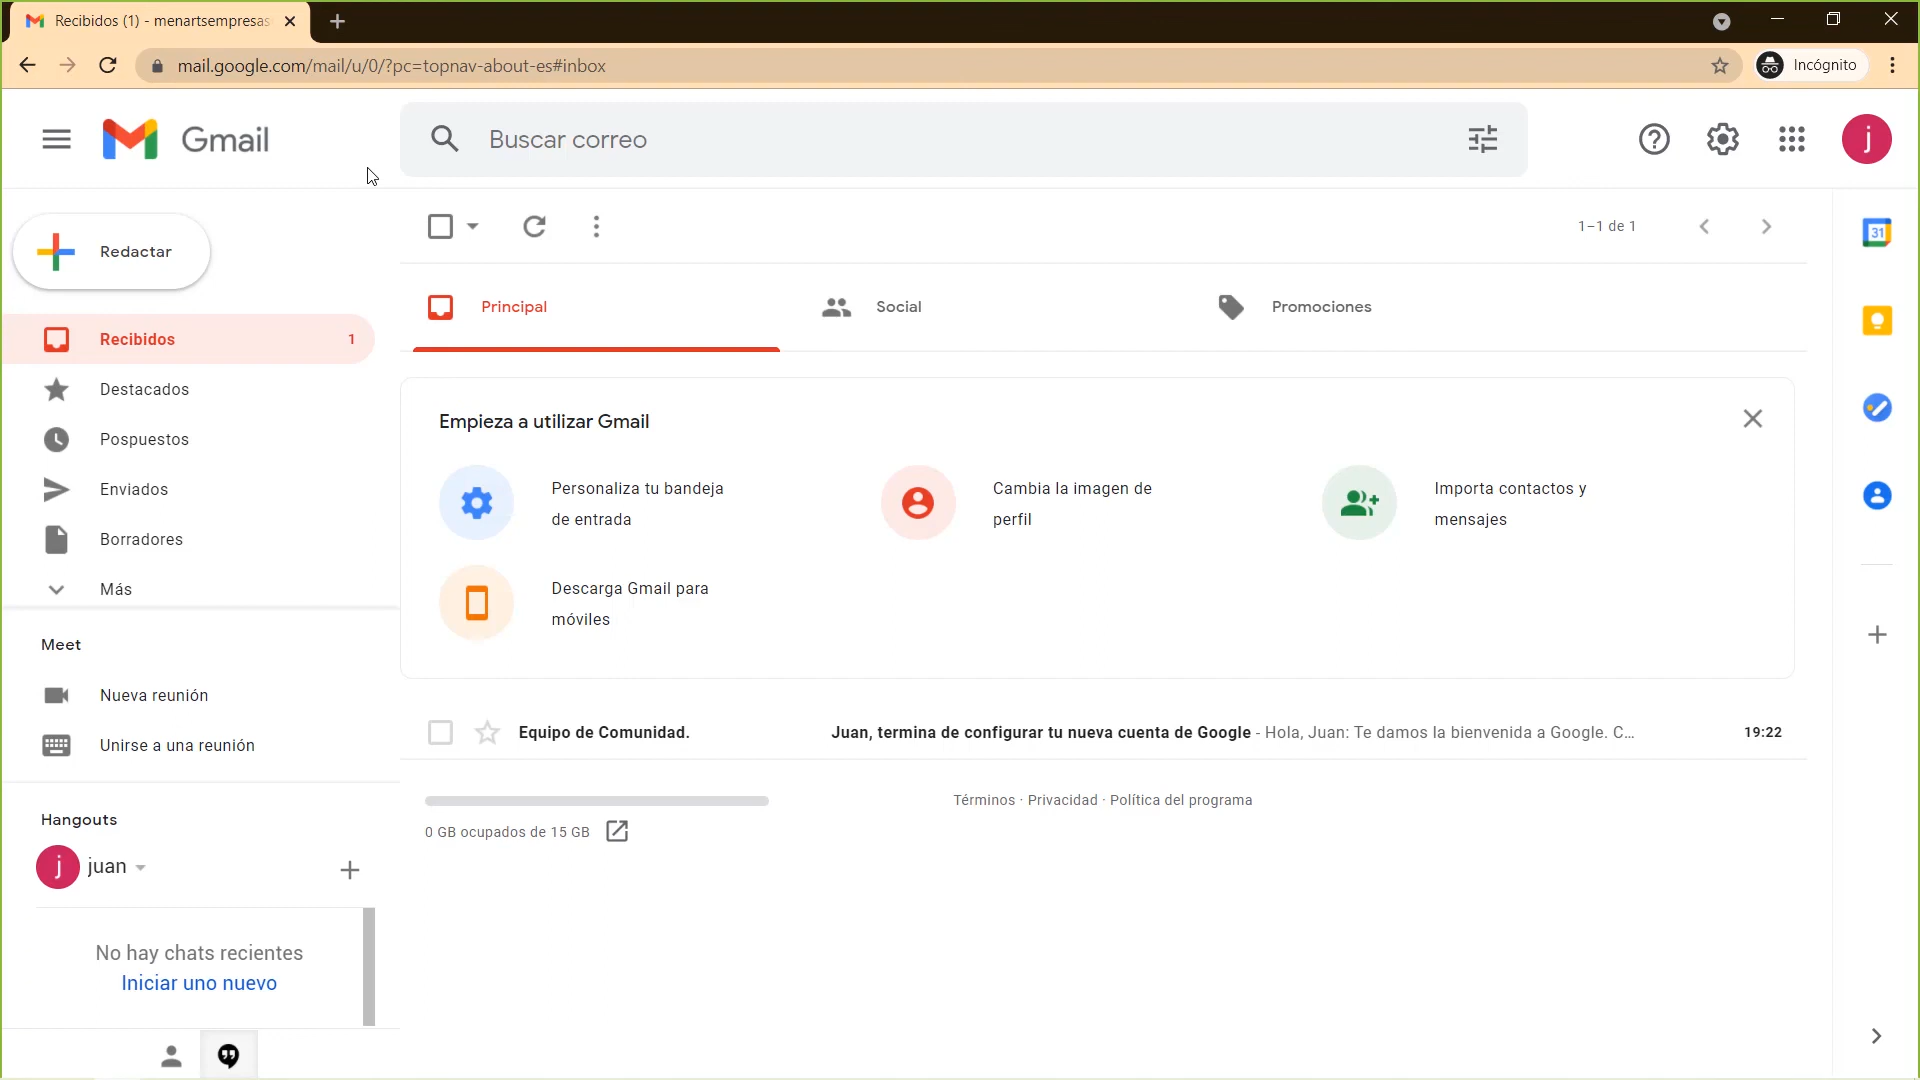 Recibidos (1) - menartsempresas
mail.google.com/mail/u/0/?pc=topnav-about-es#inbox
Incógnito
Gmail
Buscar correo
j
Redactar
1–1 de 1
31
Principal
Social
Promociones
Recibidos 1
Destacados
Pospuestos
Enviados
Borradores
Más
Empieza a utilizar Gmail
Personaliza tu bandeja
de entrada
Cambia la imagen de
perfil
Importa contactos y
mensajes
Descarga Gmail para
móviles
Meet
Nueva reunión
Unirse a una reunión
Equipo de Comunidad. Juan, termina de configurar tu nueva cuenta de Google - Hola, Juan: Te damos la bienvenida a Google. C... 19:22
Términos · Privacidad · Política del programa
0 GB ocupados de 15 GB
Hangouts
j juan
No hay chats recientes
Iniciar uno nuevo